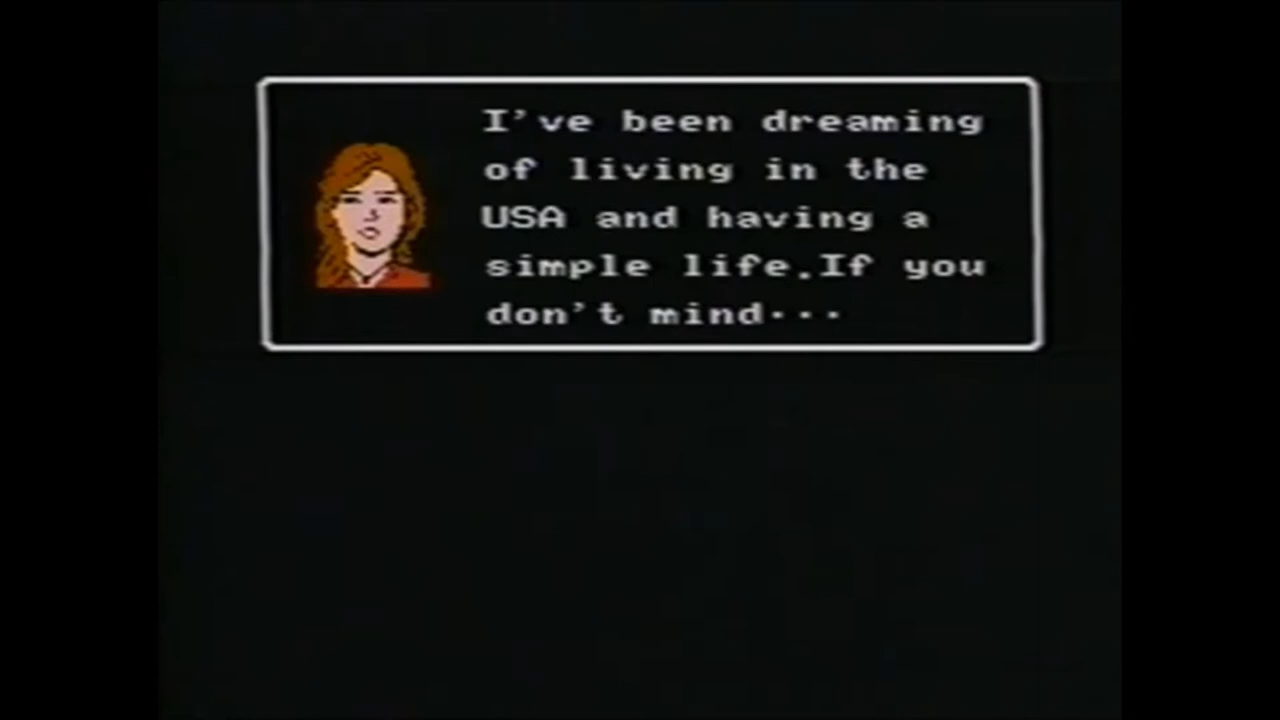 I've been dreaming
of living in the
USA and having a
simple life.If you
don't mind···